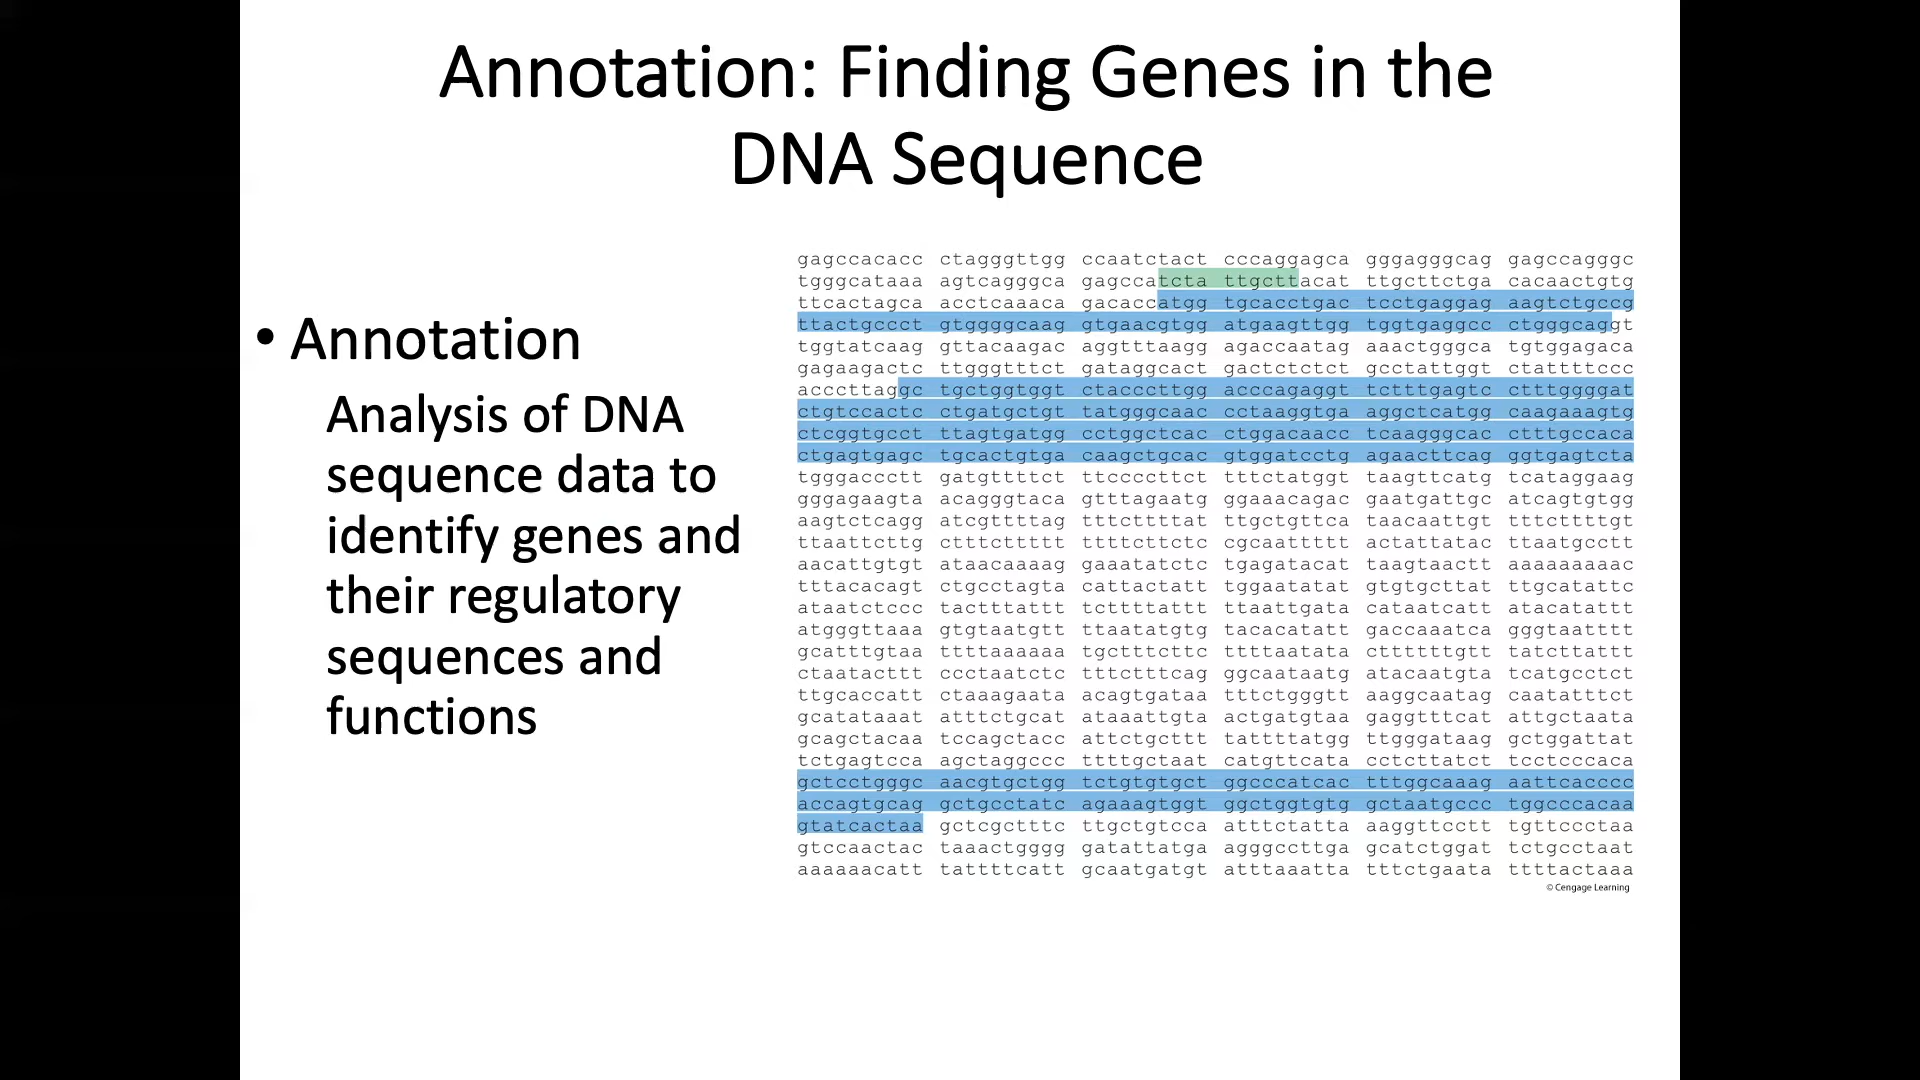 Annotation: Finding Genes in the
DNA Sequence
• Annotation
Analysis of DNA
sequence data to
identify genes and
their regulatory
sequences and
functions
gagccacacc ctagggttgg ccaatctact cccaggagca gggagggcag gagccagggc
tgggcataaa agtcagggca gagccatcta ttgcttacat ttgcttctga cacaactgtg
ttcactagca acctcaaaca gacaccatgg tgcacctgac tcctgaggag aagtctgccg
ttactgccct gtggggcaag gtgaacgtgg atgaagttgg tggtgaggcc ctgggcaggt
tggtatcaag gttacaagac aggtttaagg agaccaatag aaactgggca tgtggagaca
gagaagactc ttgggtttct gataggcact gactctctct gcctattggt ctattttccc
acccttaggc tgctggtggt ctacccttgg acccagaggt tctttgagtc ctttggggat
ctgtccactc ctgatgctgt tatgggcaac cctaaggtga aggctcatgg caagaaagtg
ctcggtgcct ttagtgatgg cctggctcac ctggacaacc tcaagggcac ctttgccaca
ctgagtgagc tgcactgtga caagctgcac gtggatcctg agaacttcag ggtgagtcta
tgggaccctt gatgttttct ttccccttct tttctatggt taagttcatg tcataggaag
gggagaagta acagggtaca gtttagaatg ggaaacagac gaatgattgc atcagtgtgg
aagtctcagg atcgttttag tttcttttat ttgctgttca taacaattgt tttcttttgt
ttaattcttg ctttcttttt ttttcttctc cgcaattttt actattatac ttaatgcctt
aacattgtgt ataacaaaag gaaatatctc tgagatacat taagtaactt aaaaaaaaac
tttacacagt ctgcctagta cattactatt tggaatatat gtgtgcttat ttgcatattc
ataatctccc tactttattt tcttttattt ttaattgata cataatcatt atacatattt
atgggttaaa gtgtaatgtt ttaatatgtg tacacatatt gaccaaatca gggtaatttt
gcatttgtaa ttttaaaaaa tgctttcttc ttttaatata cttttttgtt tatcttattt
ctaatacttt ccctaatctc tttctttcag ggcaataatg atacaatgta tcatgcctct
ttgcaccatt ctaaagaata acagtgataa tttctgggtt aaggcaatag caatatttct
gcatataaat atttctgcat ataaattgta actgatgtaa gaggtttcat attgctaata
gcagctacaa tccagctacc attctgcttt tattttatgg ttgggataag gctggattat
tctgagtcca agctaggccc ttttgctaat catgttcata cctcttatct tcctcccaca
gctcctgggc aacgtgctgg tctgtgtgct ggcccatcac tttggcaaag aattcacccc
accagtgcag gctgcctatc agaaagtggt ggctggtgtg gctaatgccc tggcccacaa
gtatcactaa gctcgctttc ttgctgtcca atttctatta aaggttcctt tgttccctaa
gtccaactac taaactgggg gatattatga agggccttga gcatctggat tctgcctaat
aaaaaacatt tattttcatt gcaatgatgt atttaaatta tttctgaata ttttactaaa
© Cengage Learning